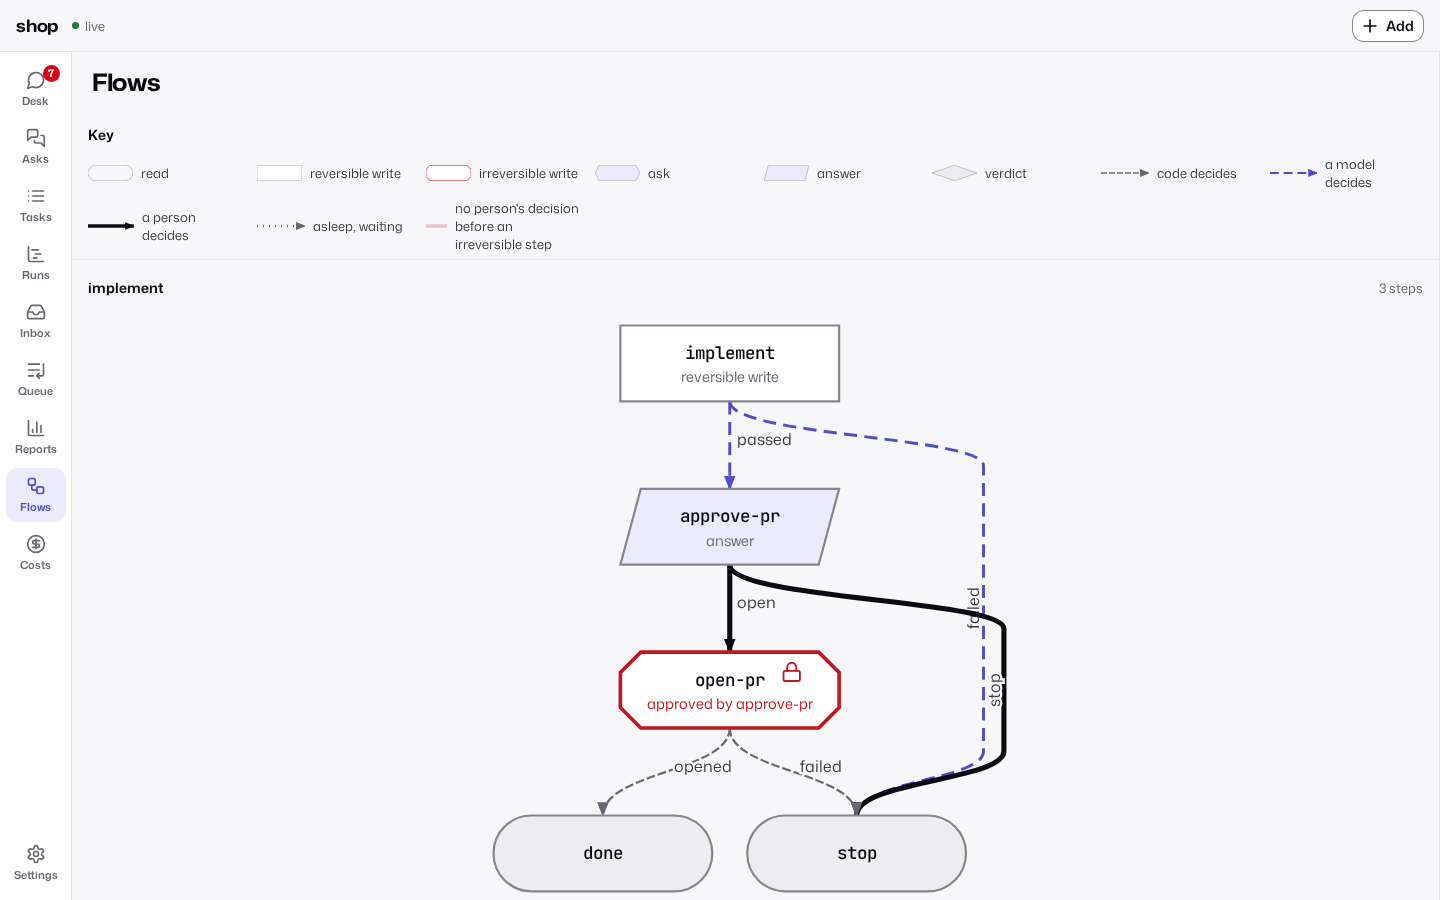 shop
live
Add
7
Desk
Asks
Tasks
Runs
Inbox
Queue
Reports
Flows
Costs
Settings
Flows
Key
read
reversible write
irreversible write
ask
answer
verdict
code decides
a model
decides
a person
decides
asleep, waiting
no person's decision
before an
irreversible step
implement
3 steps
implement
reversible write
passed
approve-pr
answer
failed
open
open-pr
approved by approve-pr
stop
opened
failed
done
stop